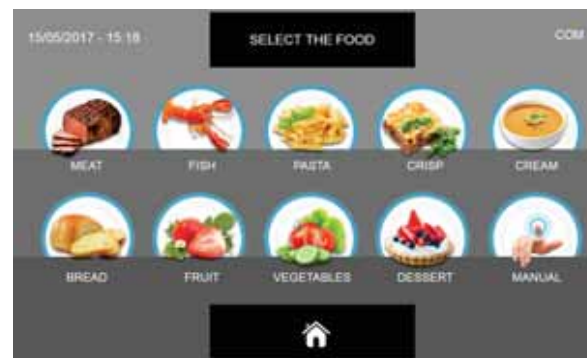 15/05/2017 - 15:18
SELECT THE FOOD
COM
MEAT
FISH
PASTA
CRISP
CREAM
BREAD
FRUIT
VEGETABLES
DESSERT
MANUAL